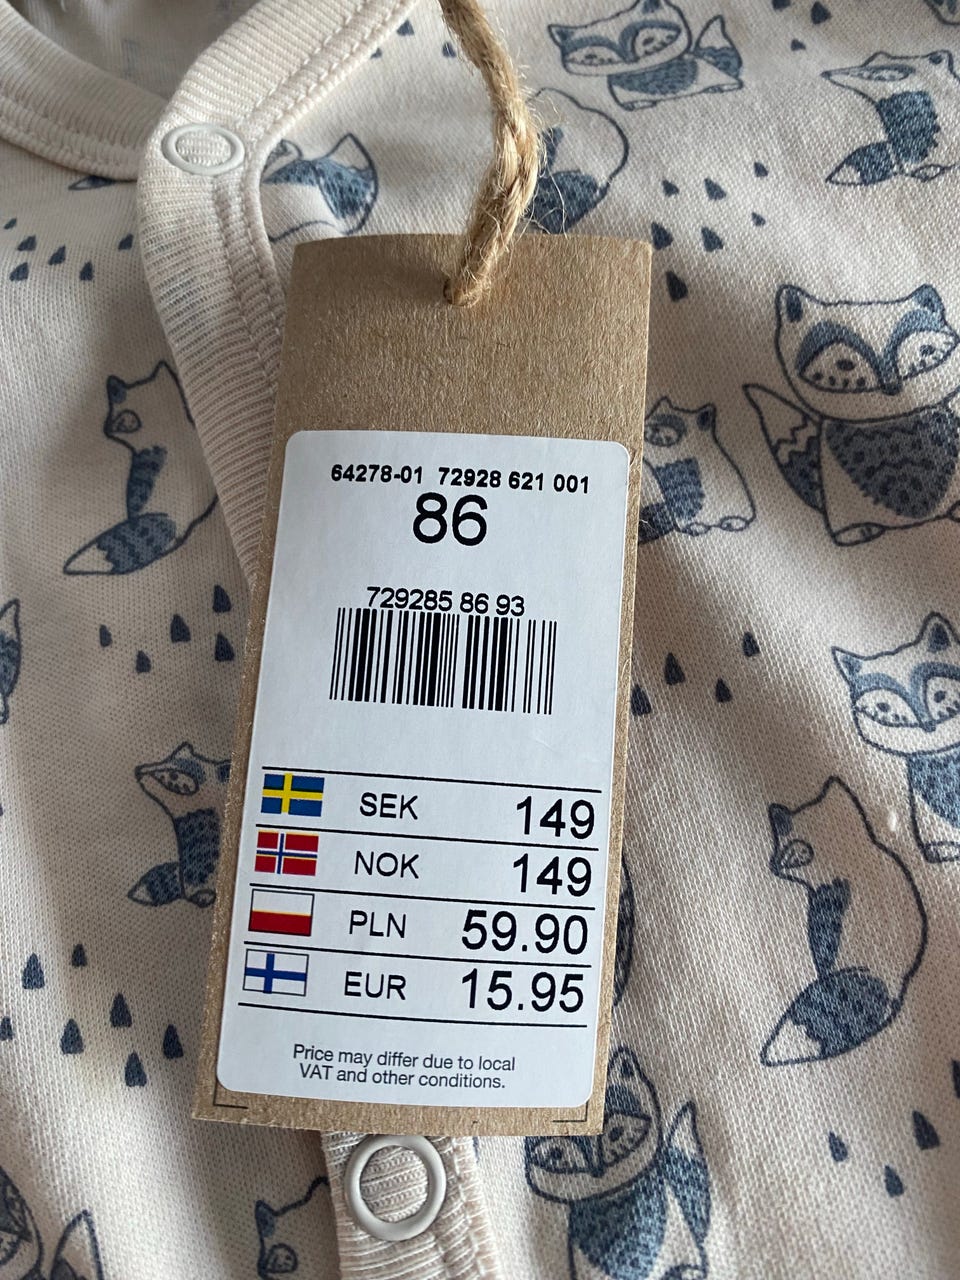 64278-01 72928 621 001
86
729285 86 93
SEK 149
NOK 149
PLN 59.90
EUR 15.95
Price may differ due to local
VAT and other conditions.